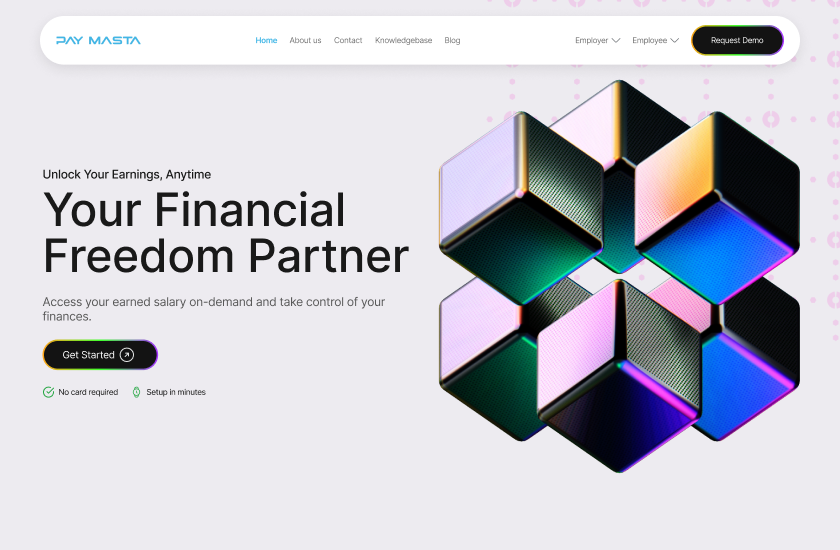 PAY MASTA
Home About us Contact Knowledgebase Blog
Employer Employee Request Demo
Unlock Your Earnings, Anytime
Your Financial
Freedom Partner
Access your earned salary on-demand and take control of your
finances.
Get Started
No card required Setup in minutes